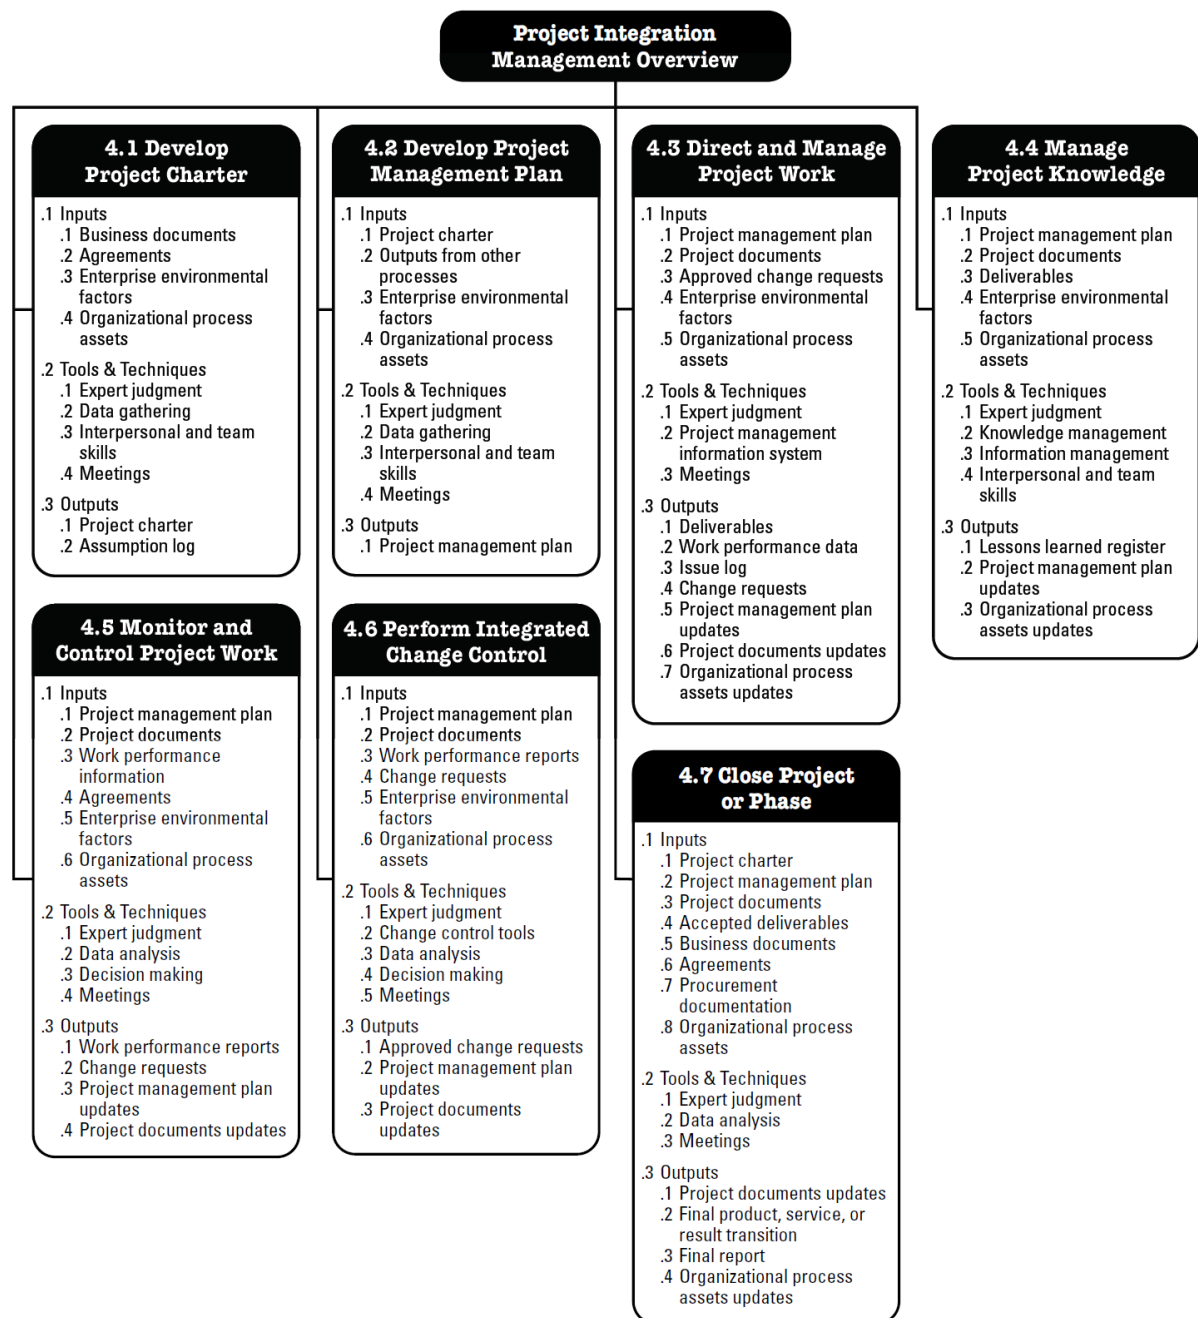 Project Integration
Management Overview
4.1 Develop
Project Charter
.1 Inputs
.1 Business documents
.2 Agreements
.3 Enterprise environmental
factors
.4 Organizational process
assets
.2 Tools & Techniques
.1 Expert judgment
.2 Data gathering
.3 Interpersonal and team
skills
.4 Meetings
.3 Outputs
.1 Project charter
.2 Assumption log
4.2 Develop Project
Management Plan
.1 Inputs
.1 Project charter
.2 Outputs from other
processes
.3 Enterprise environmental
factors
.4 Organizational process
assets
.2 Tools & Techniques
.1 Expert judgment
.2 Data gathering
.3 Interpersonal and team
skills
.4 Meetings
.3 Outputs
.1 Project management plan
4.3 Direct and Manage
Project Work
.1 Inputs
.1 Project management plan
.2 Project documents
.3 Approved change requests
.4 Enterprise environmental
factors
.5 Organizational process
assets
.2 Tools & Techniques
.1 Expert judgment
.2 Project management
information system
.3 Meetings
.3 Outputs
.1 Deliverables
.2 Work performance data
.3 Issue log
.4 Change requests
.5 Project management plan
updates
.6 Project documents updates
.7 Organizational process
assets updates
4.4 Manage
Project Knowledge
.1 Inputs
.1 Project management plan
.2 Project documents
.3 Deliverables
.4 Enterprise environmental
factors
.5 Organizational process
assets
.2 Tools & Techniques
.1 Expert judgment
.2 Knowledge management
.3 Information management
.4 Interpersonal and team
skills
.3 Outputs
.1 Lessons learned register
.2 Project management plan
updates
.3 Organizational process
assets updates
4.5 Monitor and
Control Project Work
.1 Inputs
.1 Project management plan
.2 Project documents
.3 Work performance
information
.4 Agreements
.5 Enterprise environmental
factors
.6 Organizational process
assets
.2 Tools & Techniques
.1 Expert judgment
.2 Data analysis
.3 Decision making
.4 Meetings
.3 Outputs
.1 Work performance reports
.2 Change requests
.3 Project management plan
updates
.4 Project documents updates
4.6 Perform Integrated
Change Control
.1 Inputs
.1 Project management plan
.2 Project documents
.3 Work performance reports
.4 Change requests
.5 Enterprise environmental
factors
.6 Organizational process
assets
.2 Tools & Techniques
.1 Expert judgment
.2 Change control tools
.3 Data analysis
.4 Decision making
.5 Meetings
.3 Outputs
.1 Approved change requests
.2 Project management plan
updates
.3 Project documents
updates
4.7 Close Project
or Phase
.1 Inputs
.1 Project charter
.2 Project management plan
.3 Project documents
.4 Accepted deliverables
.5 Business documents
.6 Agreements
.7 Procurement
documentation
.8 Organizational process
assets
.2 Tools & Techniques
.1 Expert judgment
.2 Data analysis
.3 Meetings
.3 Outputs
.1 Project documents updates
.2 Final product, service, or
result transition
.3 Final report
.4 Organizational process
assets updates